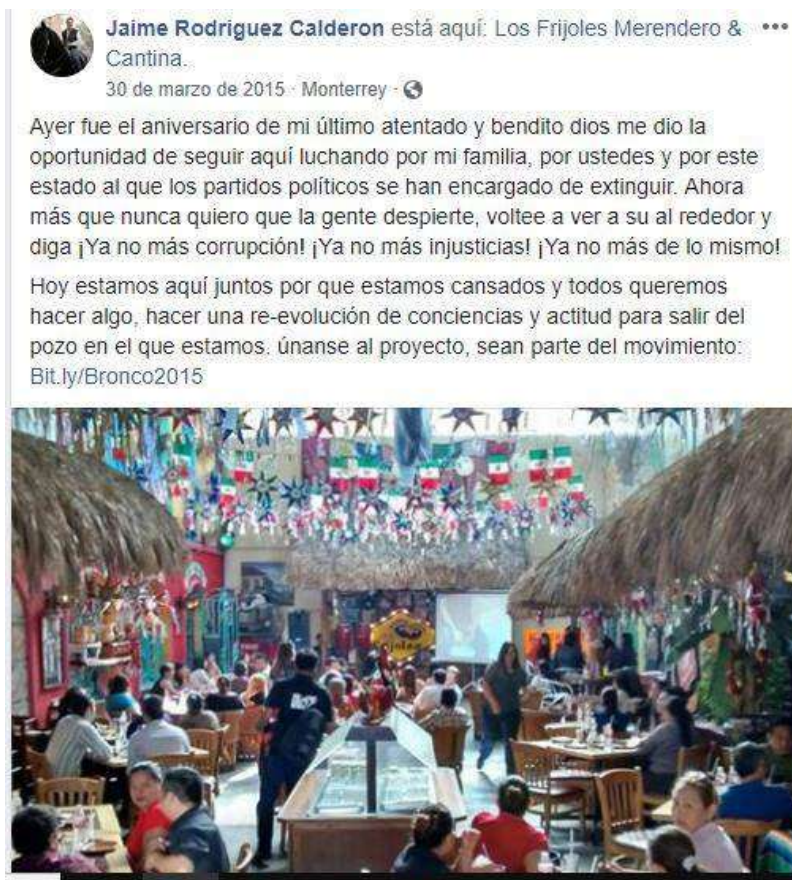 Jaime Rodriguez Calderon está aquí: Los Frijoles Merendero &
Cantina.
30 de marzo de 2015 · Monterrey ·
Ayer fue el aniversario de mi último atentado y bendito dios me dio la
oportunidad de seguir aquí luchando por mi familia, por ustedes y por este
estado al que los partidos políticos se han encargado de extinguir. Ahora
más que nunca quiero que la gente despierte, voltee a ver a su al rededor y
diga ¡Ya no más corrupción! ¡Ya no más injusticias! ¡Ya no más de lo mismo!
Hoy estamos aquí juntos por que estamos cansados y todos queremos
hacer algo, hacer una re-evolución de conciencias y actitud para salir del
pozo en el que estamos. únanse al proyecto, sean parte del movimiento:
Bit.ly/Bronco2015